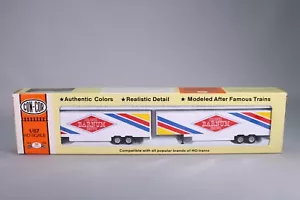 CON-COR
★ Authentic Colors ★ Realistic Detail ★ Modeled After Famous Trains
1/87
HO SCALE
BARNUM
BARNUM
Compatible with all popular brands of HO trains